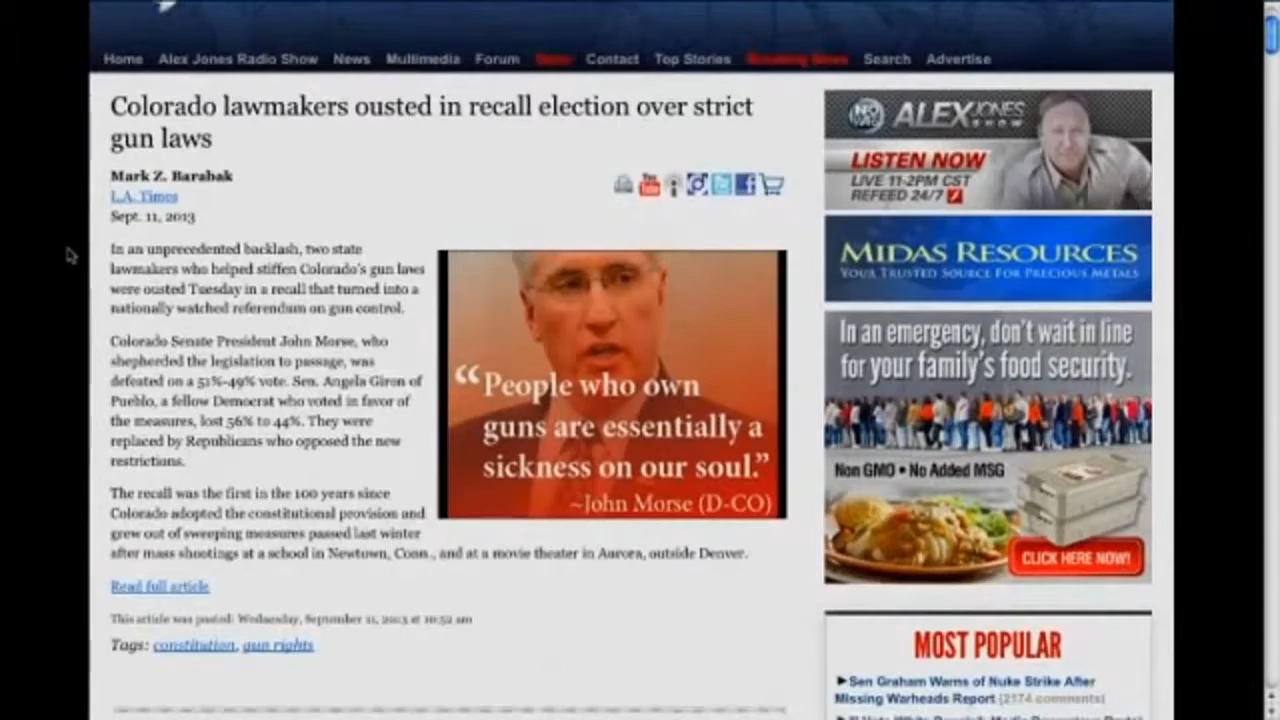 Home Alex Jones Radio Show News Multimedia Forum Store Contact Top Stories Breaking News Search Advertise
Colorado lawmakers ousted in recall election over strict
gun laws
Mark Z. Barabak
L.A. Times
Sept. 11, 2013
In an unprecedented backlash, two state
lawmakers who helped stiffen Colorado's gun laws
were ousted Tuesday in a recall that turned into a
nationally watched referendum on gun control.
Colorado Senate President John Morse, who
shepherded the legislation to passage, was
defeated on a 51%-49% vote. Sen. Angela Giron of
Pueblo, a fellow Democrat who voted in favor of
the measures, lost 56% to 44%. They were
replaced by Republicans who opposed the new
restrictions.
The recall was the first in the 100 years since
Colorado adopted the constitutional provision and
grew out of sweeping measures passed last winter
after mass shootings at a school in Newtown, Conn., and at a movie theater in Aurora, outside Denver.
Read full article
This article was posted: Wednesday, September 11, 2013 at 10:52 am
Tags: constitution, gun rights
“People who own
guns are essentially a
sickness on our soul.”
~John Morse (D-CO)
ALEX JONES
SHOW
LISTEN NOW
LIVE 11-2PM CST
REFEED 24/7
MIDAS RESOURCES
YOUR TRUSTED SOURCE FOR PRECIOUS METALS
In an emergency, don't wait in line
for your family's food security.
Non GMO • No Added MSG
CLICK HERE NOW!
MOST POPULAR
Sen Graham Warns of Nuke Strike After
Missing Warheads Report (2174 comments)